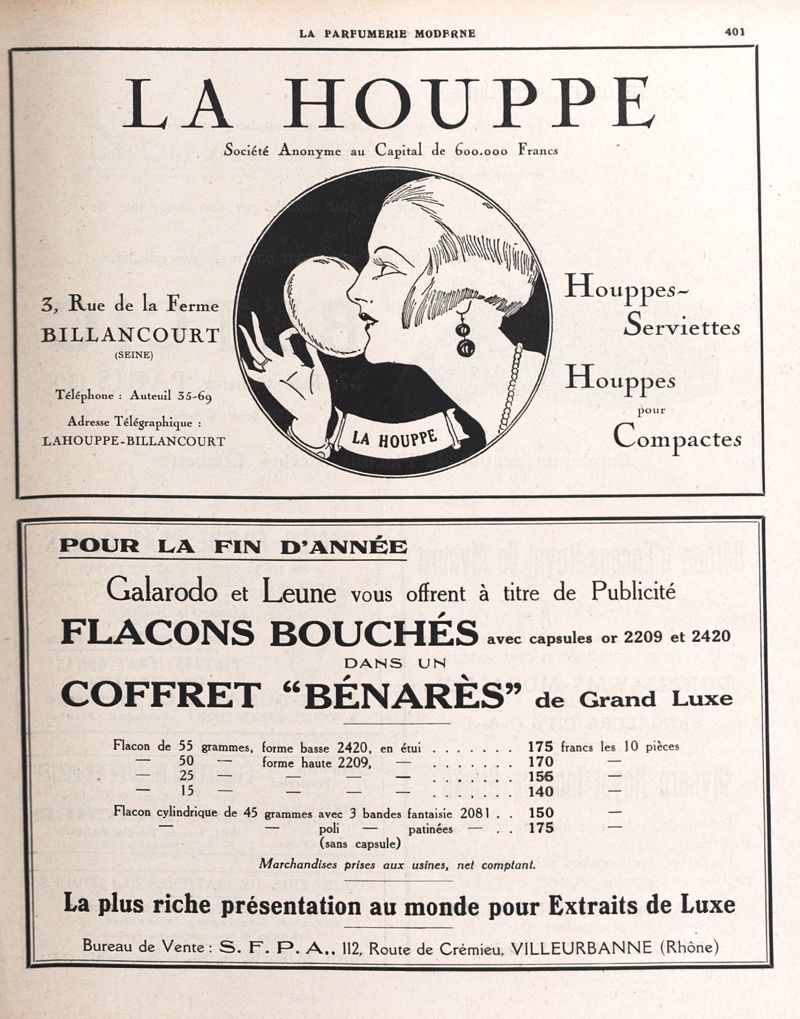 LA PARFUMERIE MODERNE
401
LA HOUPPE
Société Anonyme au Capital de 600.000 Francs
3, Rue de la Ferme
BILLANCOURT
(SEINE)
Téléphone : Auteuil 35-69
Adresse Télégraphique :
LAHOUPPE-BILLANCOURT
LA HOUPPE
Houppes-
Serviettes
Houppes
pour
Compactes
POUR LA FIN D'ANNÉE
Galarodo et Leune vous offrent à titre de Publicité
FLACONS BOUCHÉS avec capsules or 2209 et 2420
DANS UN
COFFRET “BÉNARÈS” de Grand Luxe
Flacon de 55 grammes, forme basse 2420, en étui . . . . . . . 175 francs les 10 pièces
— 50 — forme haute 2209, — . . . . . . . 170 —
— 25 — — — — . . . . . . . 155 —
— 15 — — — — . . . . . . . 140 —
Flacon cylindrique de 45 grammes avec 3 bandes fantaisie 2081 . . 150 —
— — poli — patinées — . . 175 —
(sans capsule)
Marchandises prises aux usines, net comptant.
La plus riche présentation au monde pour Extraits de Luxe
Bureau de Vente : S. F. P. A., 112, Route de Crémieu, VILLEURBANNE (Rhône)